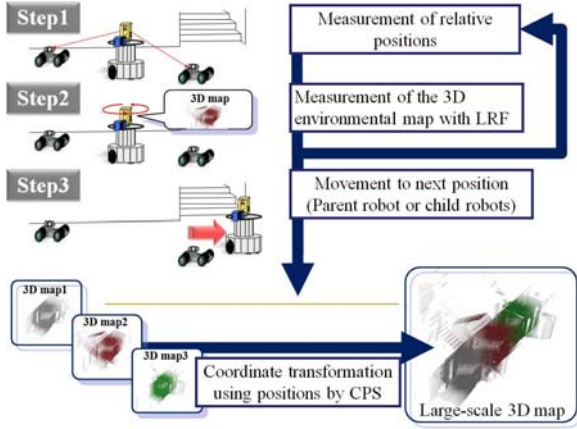 Step1
Measurement of relative
positions
Step2
3D map
Measurement of the 3D
environmental map with LRF
Step3
Movement to next position
(Parent robot or child robots)
3D map1
3D map2
3D map3
Coordinate transformation
using positions by CPS
Large-scale 3D map